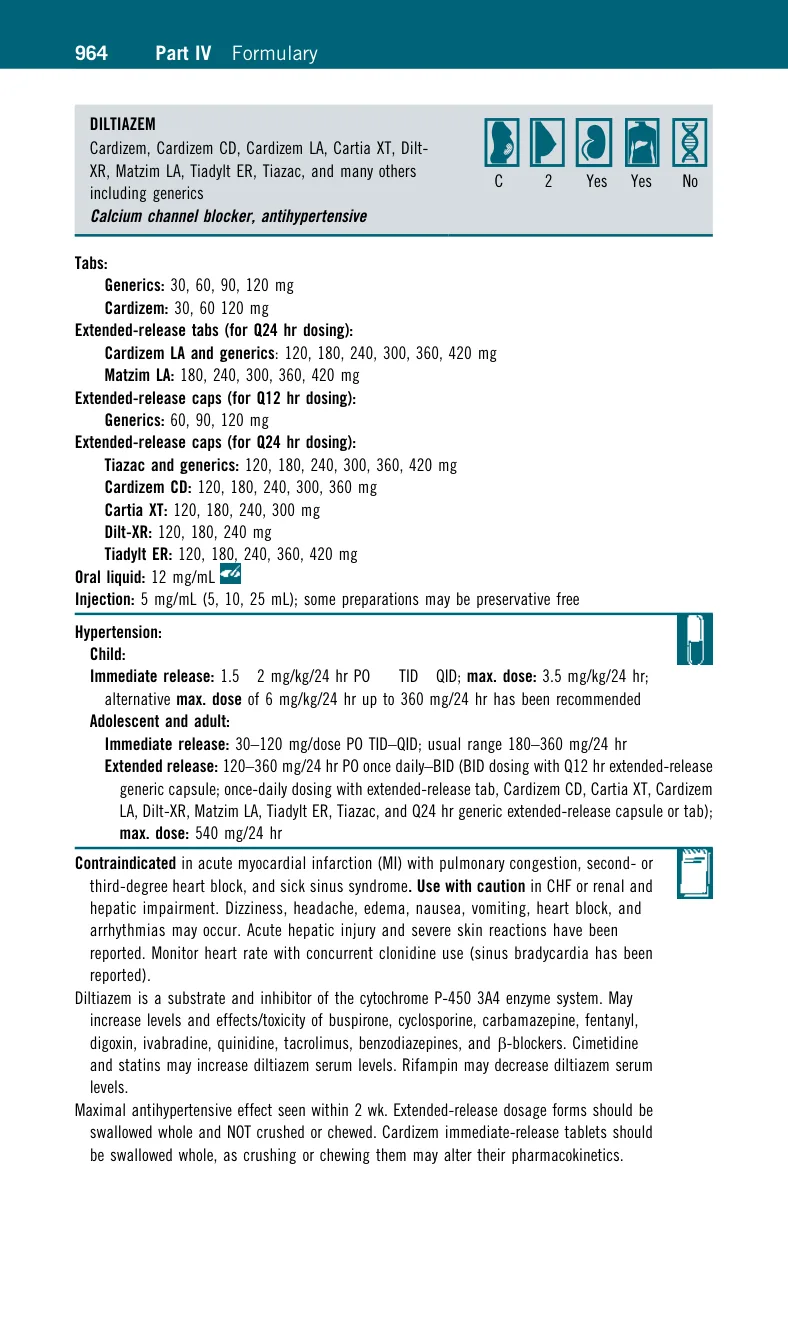 964 Part IV Formulary
DILTIAZEM
Cardizem, Cardizem CD, Cardizem LA, Cartia XT, Dilt-
XR, Matzim LA, Tiadylt ER, Tiazac, and many others
including generics
Calcium channel blocker, antihypertensive
C 2 Yes Yes No
Tabs:
Generics: 30, 60, 90, 120 mg
Cardizem: 30, 60 120 mg
Extended-release tabs (for Q24 hr dosing):
Cardizem LA and generics: 120, 180, 240, 300, 360, 420 mg
Matzim LA: 180, 240, 300, 360, 420 mg
Extended-release caps (for Q12 hr dosing):
Generics: 60, 90, 120 mg
Extended-release caps (for Q24 hr dosing):
Tiazac and generics: 120, 180, 240, 300, 360, 420 mg
Cardizem CD: 120, 180, 240, 300, 360 mg
Cartia XT: 120, 180, 240, 300 mg
Dilt-XR: 120, 180, 240 mg
Tiadylt ER: 120, 180, 240, 360, 420 mg
Oral liquid: 12 mg/mL
Injection: 5 mg/mL (5, 10, 25 mL); some preparations may be preservative free
Hypertension:
Child:
Immediate release: 1.5 2 mg/kg/24 hr PO TID QID; max. dose: 3.5 mg/kg/24 hr;
alternative max. dose of 6 mg/kg/24 hr up to 360 mg/24 hr has been recommended
Adolescent and adult:
Immediate release: 30–120 mg/dose PO TID–QID; usual range 180–360 mg/24 hr
Extended release: 120–360 mg/24 hr PO once daily–BID (BID dosing with Q12 hr extended-release
generic capsule; once-daily dosing with extended-release tab, Cardizem CD, Cartia XT, Cardizem
LA, Dilt-XR, Matzim LA, Tiadylt ER, Tiazac, and Q24 hr generic extended-release capsule or tab);
max. dose: 540 mg/24 hr
Contraindicated in acute myocardial infarction (MI) with pulmonary congestion, second- or
third-degree heart block, and sick sinus syndrome. Use with caution in CHF or renal and
hepatic impairment. Dizziness, headache, edema, nausea, vomiting, heart block, and
arrhythmias may occur. Acute hepatic injury and severe skin reactions have been
reported. Monitor heart rate with concurrent clonidine use (sinus bradycardia has been
reported).
Diltiazem is a substrate and inhibitor of the cytochrome P-450 3A4 enzyme system. May
increase levels and effects/toxicity of buspirone, cyclosporine, carbamazepine, fentanyl,
digoxin, ivabradine, quinidine, tacrolimus, benzodiazepines, and β-blockers. Cimetidine
and statins may increase diltiazem serum levels. Rifampin may decrease diltiazem serum
levels.
Maximal antihypertensive effect seen within 2 wk. Extended-release dosage forms should be
swallowed whole and NOT crushed or chewed. Cardizem immediate-release tablets should
be swallowed whole, as crushing or chewing them may alter their pharmacokinetics.